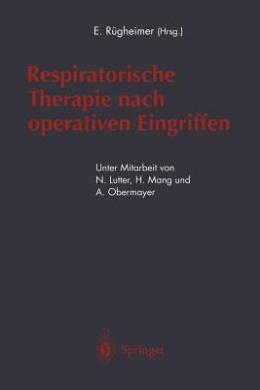 E. Rügheimer (Hrsg.)
Respiratorische
Therapie nach
operativen Eingriffen
Unter Mitarbeit von
N. Lutter, H. Mang und
A. Obermayer
Springer